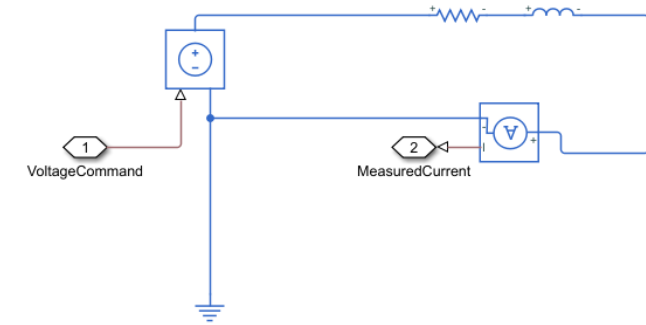 + -
+ -
+
−
1
VoltageCommand
2
MeasuredCurrent
-
I
A
+